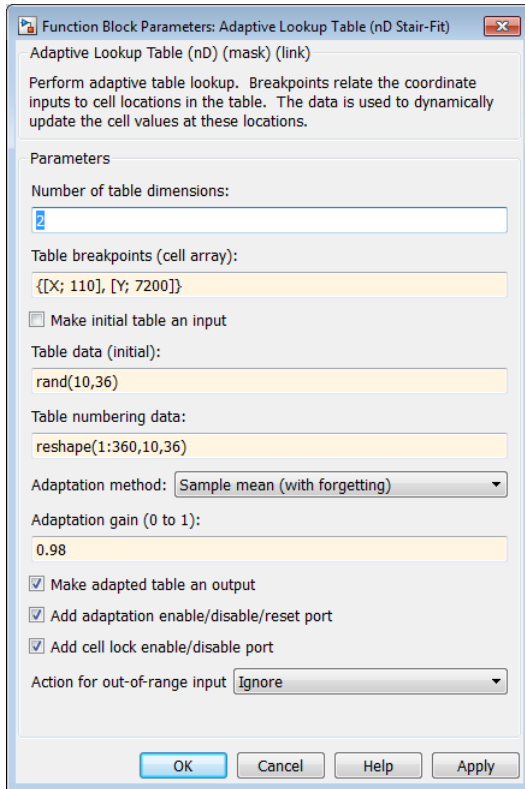 Function Block Parameters: Adaptive Lookup Table (nD Stair-Fit)
Adaptive Lookup Table (nD) (mask) (link)
Perform adaptive table lookup.  Breakpoints relate the coordinate
inputs to cell locations in the table.  The data is used to dynamically
update the cell values at these locations.
Parameters
Number of table dimensions:
2
Table breakpoints (cell array):
{[X; 110], [Y; 7200]}
Make initial table an input
Table data (initial):
rand(10,36)
Table numbering data:
reshape(1:360,10,36)
Adaptation method: Sample mean (with forgetting)
Adaptation gain (0 to 1):
0.98
Make adapted table an output
Add adaptation enable/disable/reset port
Add cell lock enable/disable port
Action for out-of-range input Ignore
OK Cancel Help Apply